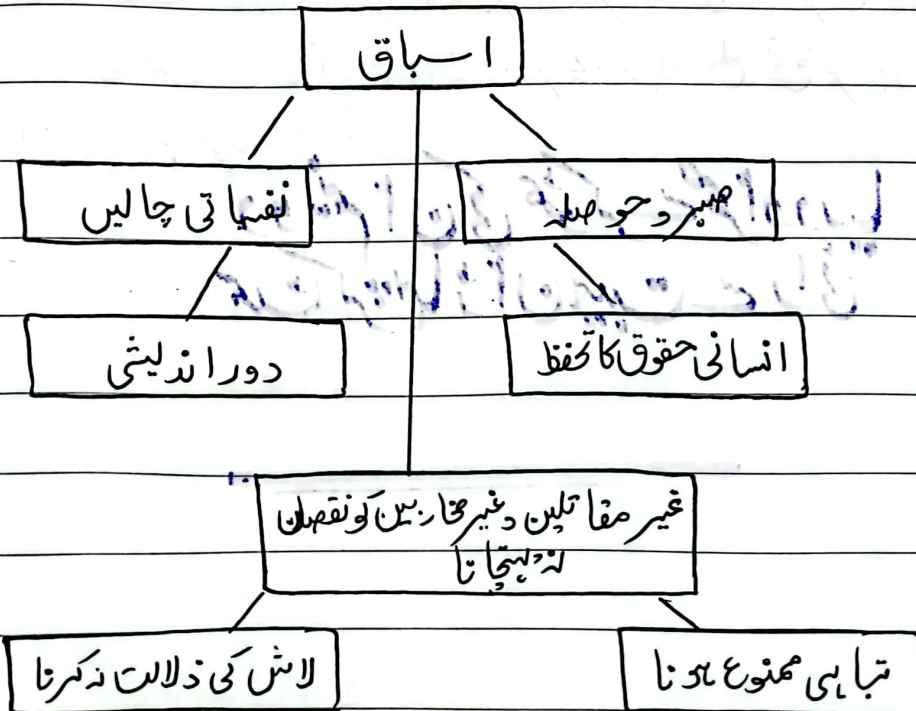 اسباق
صبر و حوصلہ
نفسیاتی چالیں
انسانی حقوق کا تحفظ
دور اندیشی
غیر مقاتلین و غیر محاربین کو نقصان
نہ پہنچانا
تباہی ممنوع ہونا
لاش کی ذلالت نہ کرنا